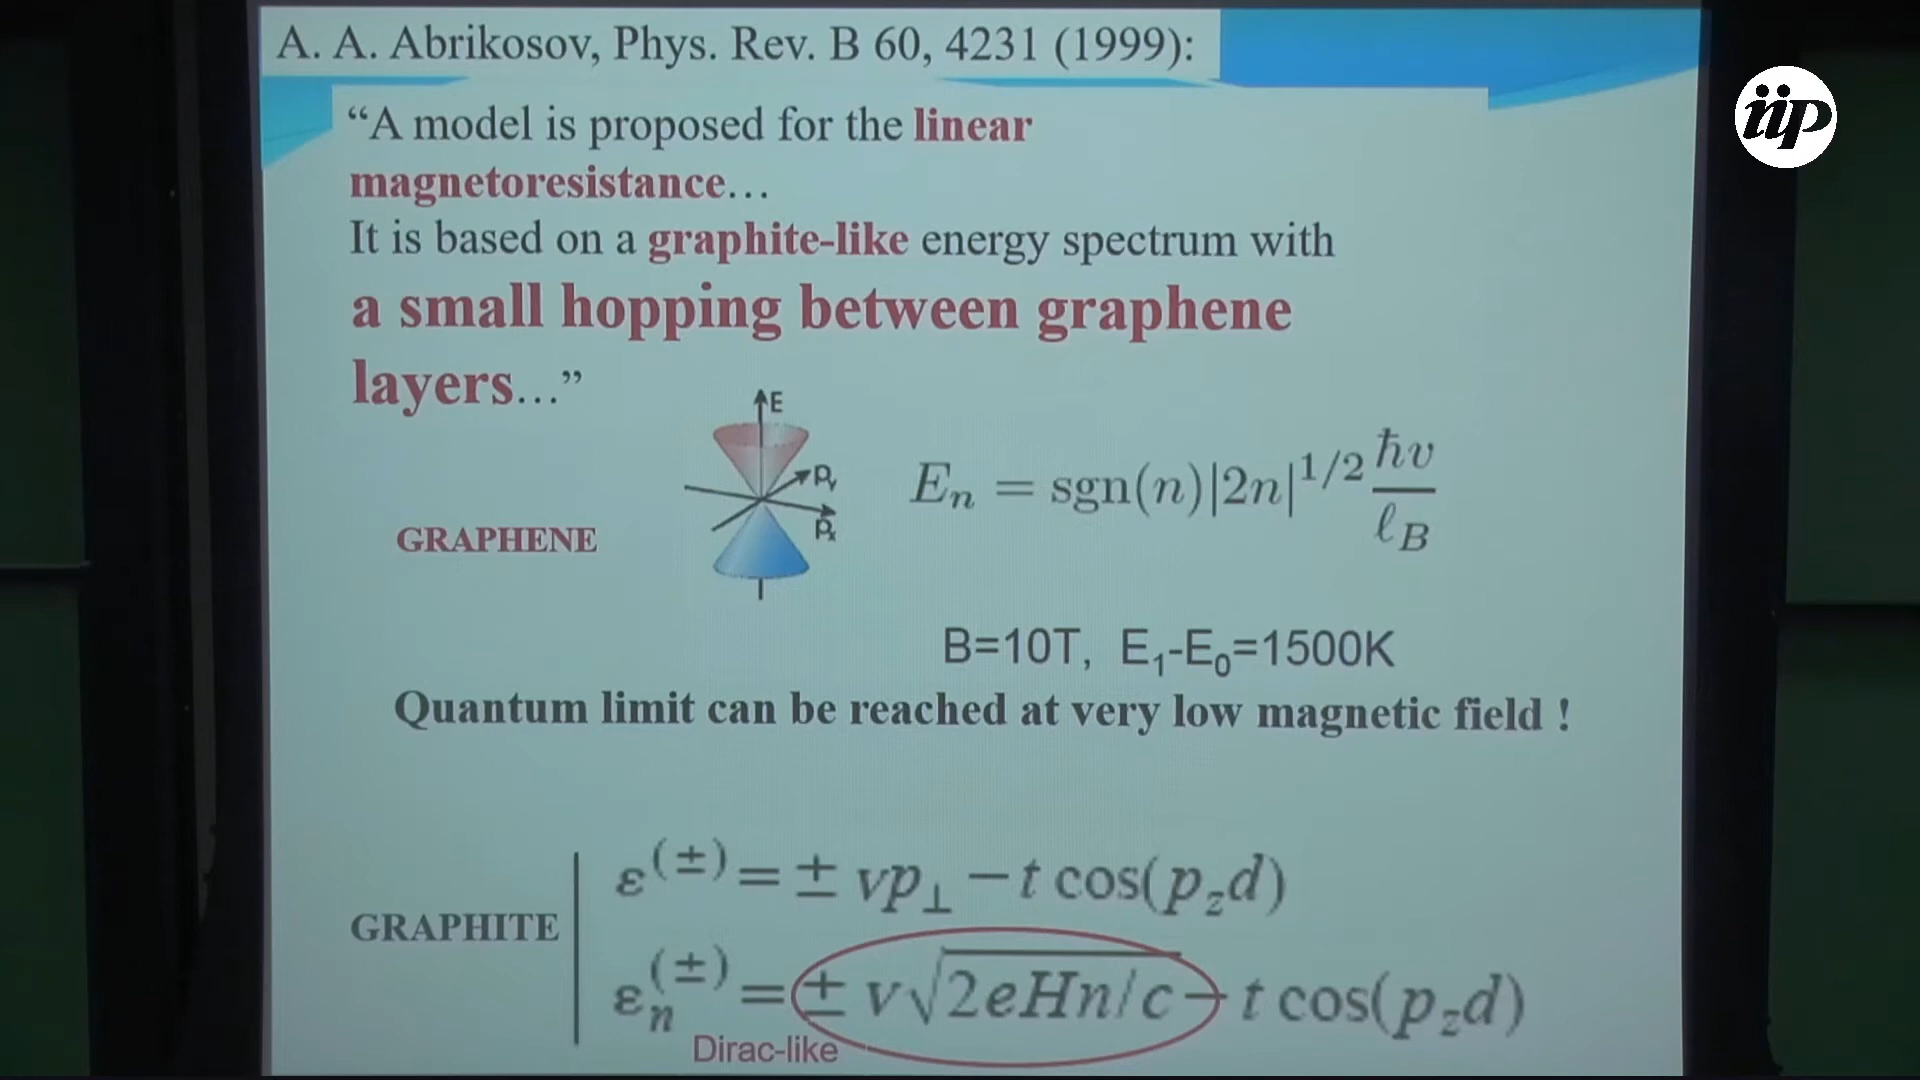 A. A. Abrikosov, Phys. Rev. B 60, 4231 (1999):
iip
“A model is proposed for the linear
magnetoresistance…
It is based on a graphite-like energy spectrum with
a small hopping between graphene
layers…”
E
Py
Px
GRAPHENE
Eₙ = sgn(n)|2n|^{1/2} ħv/ℓ_B
B=10T, E₁-E₀=1500K
Quantum limit can be reached at very low magnetic field !
GRAPHITE
ε^{(±)} = ± vp_⊥ − t cos(p_z d)
ε_n^{(±)} = ± v√(2eHn/c) − t cos(p_z d)
Dirac-like